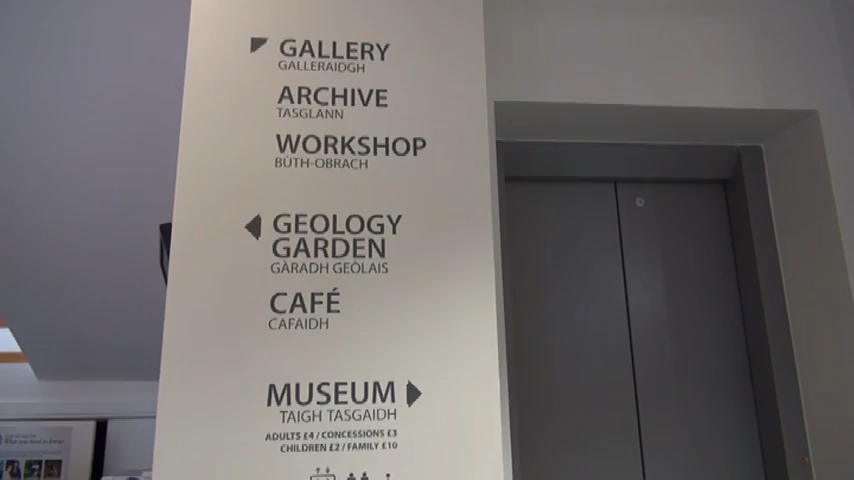 GALLERY
GALLERAIDGH
ARCHIVE
TASGLANN
WORKSHOP
BÙTH-OBRACH
GEOLOGY
GARDEN
GÀRADH GEÒLAIS
CAFÉ
CAFAIDH
MUSEUM
TAIGH TASGAIDH
ADULTS £4 / CONCESSIONS £3
CHILDREN £2 / FAMILY £10